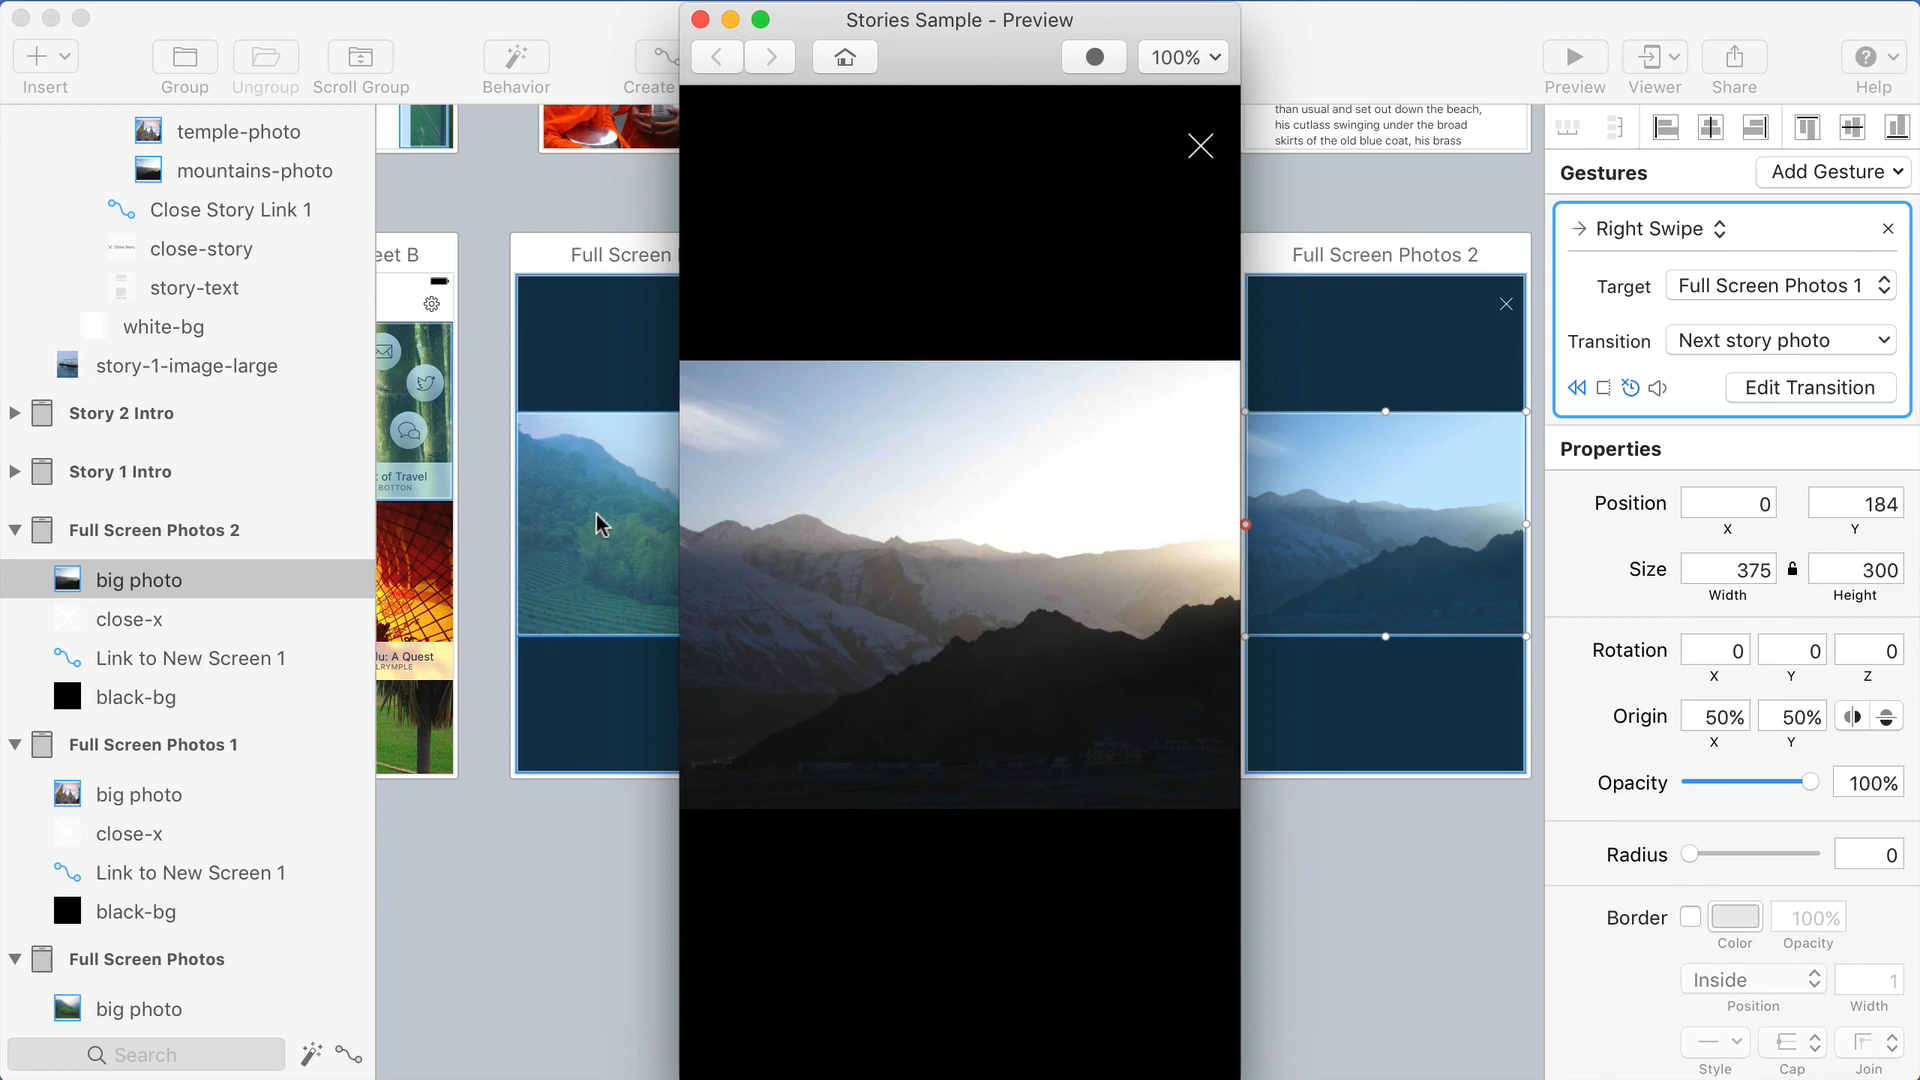 Stories Sample - Preview
100%
Insert
Group
Ungroup
Scroll Group
Behavior
Create
Preview
Viewer
Share
Help
temple-photo
mountains-photo
Close Story Link 1
close-story
story-text
white-bg
story-1-image-large
Story 2 Intro
Story 1 Intro
Full Screen Photos 2
big photo
close-x
Link to New Screen 1
black-bg
Full Screen Photos 1
big photo
close-x
Link to New Screen 1
black-bg
Full Screen Photos
big photo
Search
eet B
of Travel
BOTTON
lu: A Quest
LRYMPLE
Full Screen
than usual and set out down the beach,
his cutlass swinging under the broad
skirts of the old blue coat, his brass
Full Screen Photos 2
Gestures
Add Gesture
Right Swipe
Target
Full Screen Photos 1
Transition
Next story photo
Edit Transition
Properties
Position
0
184
X
Y
Size
375
300
Width
Height
Rotation
0
0
0
X
Y
Z
Origin
50%
50%
X
Y
Opacity
100%
Radius
0
Border
100%
Color
Opacity
Inside
1
Position
Width
Style
Cap
Join